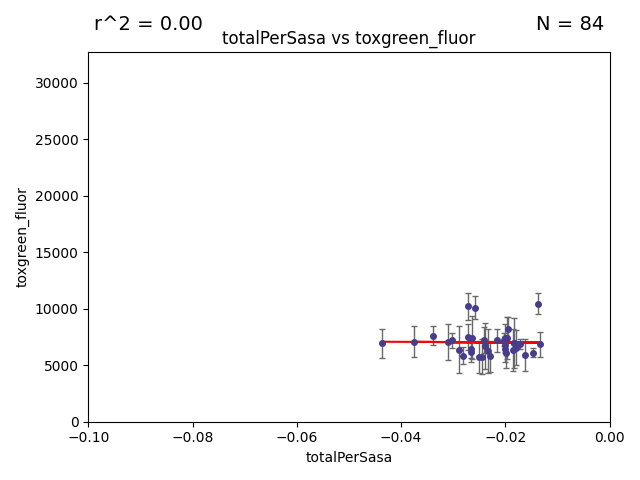 r^2 = 0.00
N = 84
totalPerSasa vs toxgreen_fluor
30000
25000
20000
15000
10000
5000
0
toxgreen_fluor
−0.10
−0.08
−0.06
−0.04
−0.02
0.00
totalPerSasa